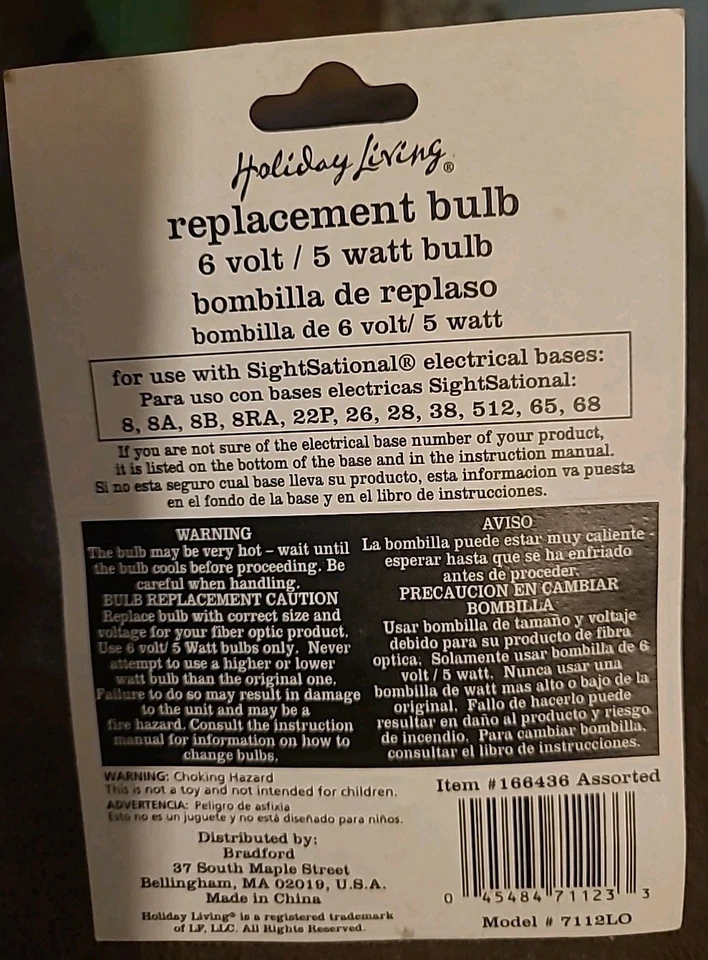 Holiday Living®
replacement bulb
6 volt / 5 watt bulb
bombilla de replaso
bombilla de 6 volt/ 5 watt
for use with SightSational® electrical bases:
Para uso con bases electricas SightSational:
8, 8A, 8B, 8RA, 22P, 26, 28, 38, 512, 65, 68
If you are not sure of the electrical base number of your product,
it is listed on the bottom of the base and in the instruction manual.
Si no esta seguro cual base lleva su producto, esta informacion va puesta
en el fondo de la base y en el libro de instrucciones.
WARNING
The bulb may be very hot – wait until
the bulb cools before proceeding. Be
careful when handling.
BULB REPLACEMENT CAUTION
Replace bulb with correct size and
voltage for your fiber optic product.
Use 6 volt/ 5 Watt bulbs only. Never
attempt to use a higher or lower
watt bulb than the original one.
Failure to do so may result in damage
to the unit and may be a
fire hazard. Consult the instruction
manual for information on how to
change bulbs.
AVISO
La bombilla puede estar muy caliente -
esperar hasta que se ha enfriado
antes de proceder.
PRECAUCION EN CAMBIAR
BOMBILLA
Usar bombilla de tamaño y voltaje
debido para su producto de fibra
optica. Solamente usar bombilla de 6
volt / 5 watt. Nunca usar una
bombilla de watt mas alto o bajo de la
original. Fallo de hacerlo puede
resultar en daño al producto y riesgo
de incendio. Para cambiar bombilla,
consultar el libro de instrucciones.
WARNING: Choking Hazard
This is not a toy and not intended for children.
ADVERTENCIA: Peligro de asfixia
Esto no es un juguete y no está diseñado para niños.
Distributed by:
Bradford
37 South Maple Street
Bellingham, MA 02019, U.S.A.
Made in China
Holiday Living® is a registered trademark
of LF, LLC. All Rights Reserved.
Item #166436 Assorted
0 45484 71123 3
Model # 7112LO